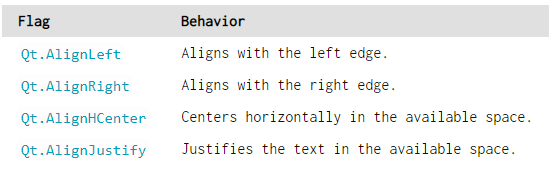 Flag Behavior
Qt.AlignLeft Aligns with the left edge.
Qt.AlignRight Aligns with the right edge.
Qt.AlignHCenter Centers horizontally in the available space.
Qt.AlignJustify Justifies the text in the available space.